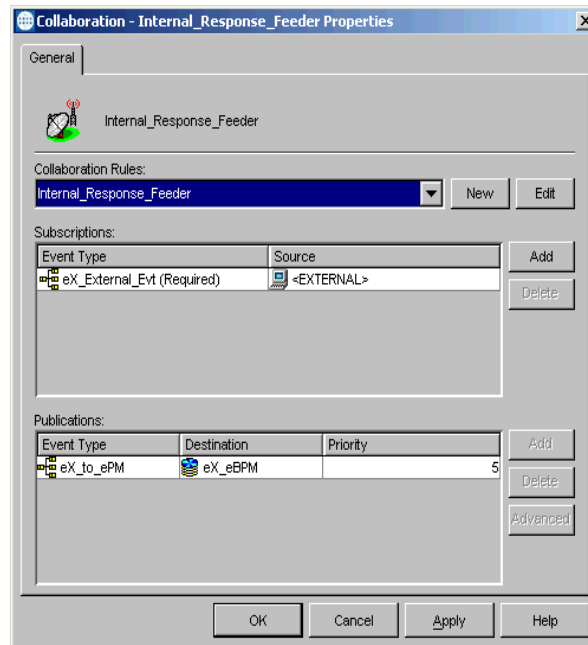 Collaboration - Internal_Response_Feeder Properties
General
Internal_Response_Feeder
Collaboration Rules:
Internal_Response_Feeder New Edit
Subscriptions:
Event Type Source Add
eX_External_Evt (Required) <EXTERNAL>
Delete
Publications:
Event Type Destination Priority Add
eX_to_ePM eX_eBPM 5
Delete
Advanced
OK Cancel Apply Help